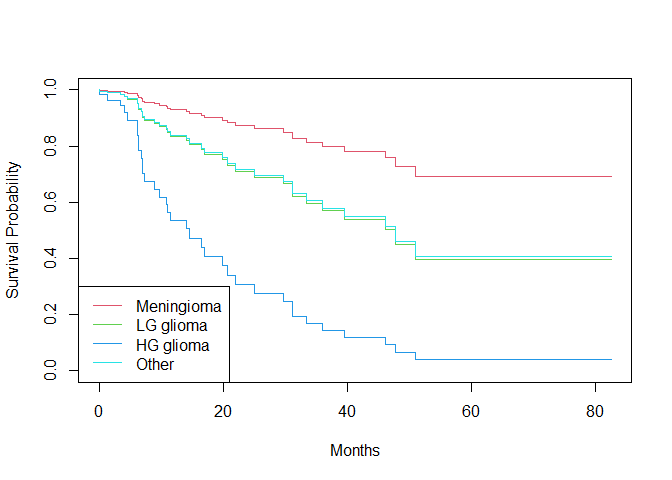 Survival Probability
1.0
0.8
0.6
0.4
0.2
0.0
Meningioma
LG glioma
HG glioma
Other
0 20 40 60 80
Months